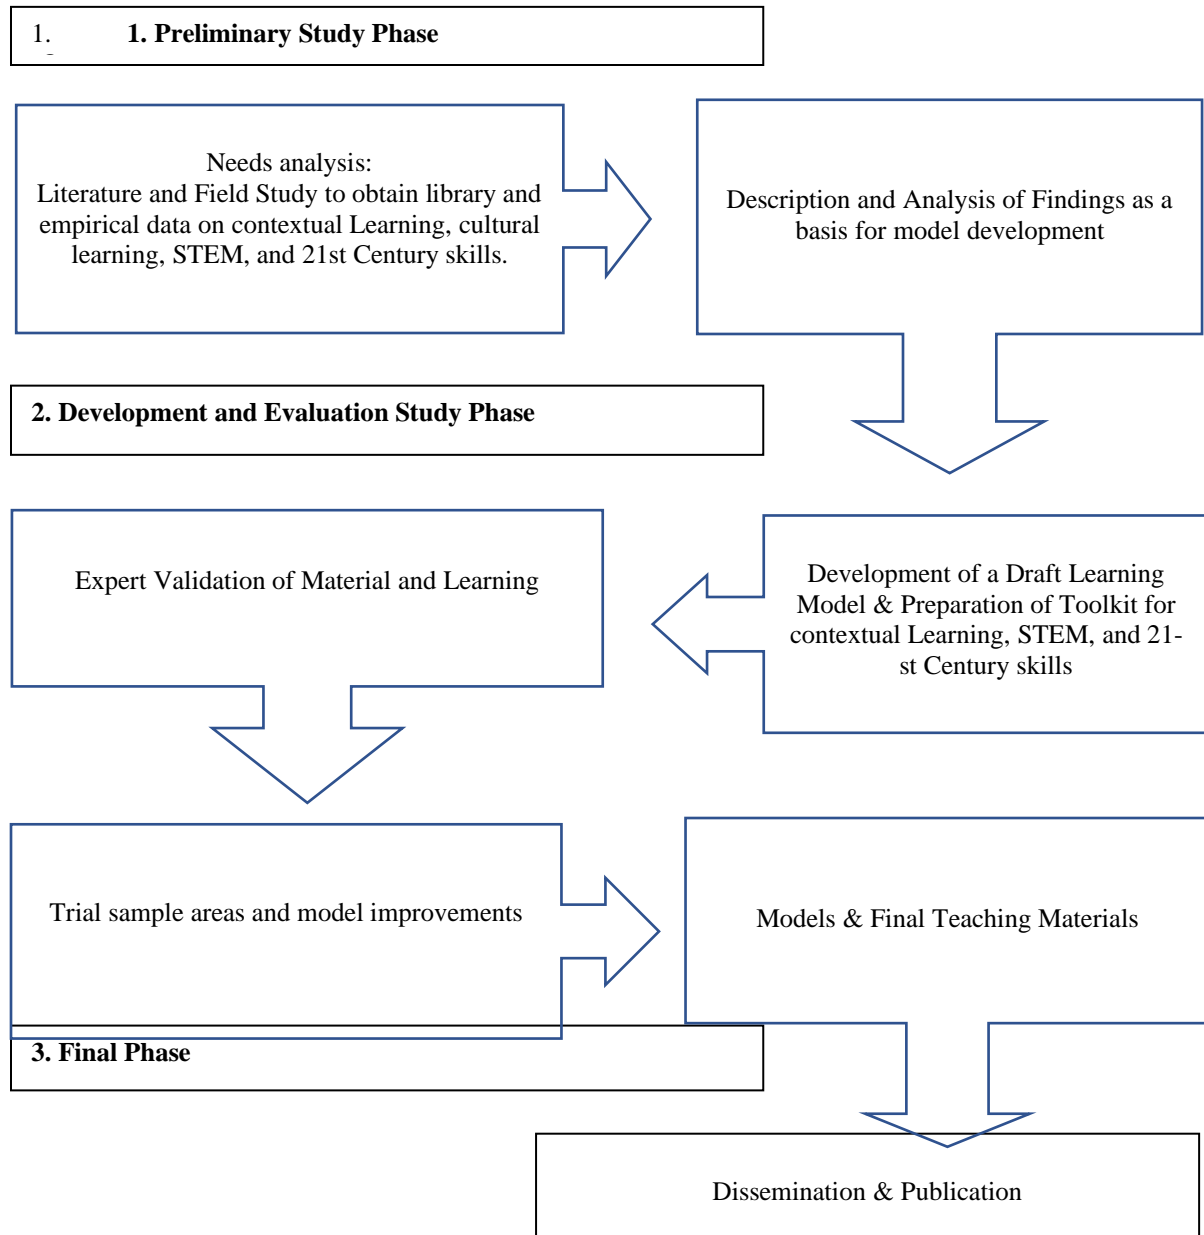 1. 1. Preliminary Study Phase
Needs analysis:
Literature and Field Study to obtain library and
empirical data on contextual Learning, cultural
learning, STEM, and 21st Century skills.
Description and Analysis of Findings as a
basis for model development
2. Development and Evaluation Study Phase
Development of a Draft Learning
Model & Preparation of Toolkit for
contextual Learning, STEM, and 21-
st Century skills
Expert Validation of Material and Learning
Trial sample areas and model improvements
Models & Final Teaching Materials
3. Final Phase
Dissemination & Publication